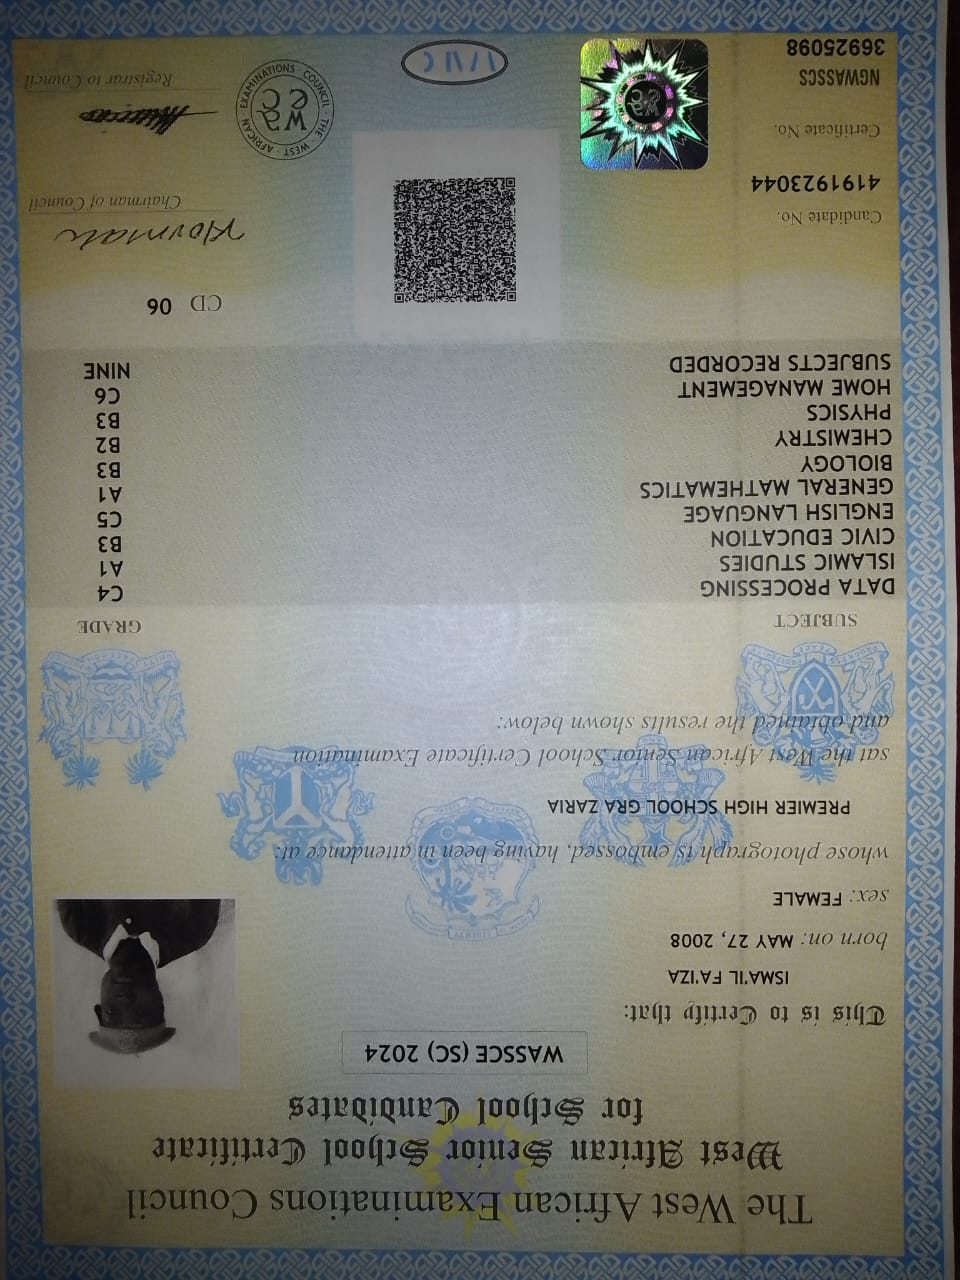 The West African Examinations Council
West African Senior School Certificate
for School Candidates
WASSCE (SC) 2024
This is to Certify that:
ISMA'IL FA'IZA
born on: MAY 27, 2008
sex: FEMALE
whose photograph is embossed, having been in attendance at:
PREMIER HIGH SCHOOL GRA ZARIA
sat the West African Senior School Certificate Examination
and obtained the results shown below:
SUBJECT GRADE
DATA PROCESSING C4
ISLAMIC STUDIES A1
CIVIC EDUCATION B3
ENGLISH LANGUAGE C5
GENERAL MATHEMATICS A1
BIOLOGY B3
CHEMISTRY B2
PHYSICS B3
HOME MANAGEMENT C6
SUBJECTS RECORDED NINE
CD 06
Candidate No.
4191923044
Chairman of Council
Certificate No.
NGWASSCS
36925098
THE WEST AFRICAN EXAMINATIONS COUNCIL
Registrar to Council